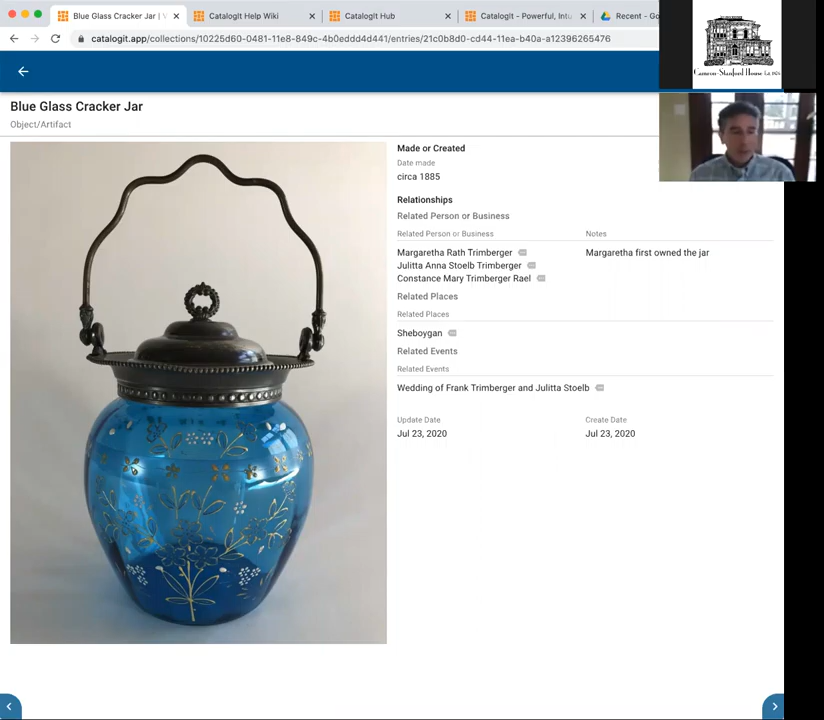 Blue Glass Cracker Jar | V
CatalogIt Help Wiki
CatalogIt Hub
CatalogIt - Powerful, Intu
Recent - Go
catalogit.app/collections/10225d60-0481-11e8-849c-4b0eddd4d441/entries/21c0b8d0-cd44-11ea-b40a-a12396265476
Cameron-Stanford House
Blue Glass Cracker Jar
Object/Artifact
Made or Created
Date made
circa 1885
Relationships
Related Person or Business
Related Person or Business Notes
Margaretha Rath Trimberger Margaretha first owned the jar
Julitta Anna Stoelb Trimberger
Constance Mary Trimberger Rael
Related Places
Related Places
Sheboygan
Related Events
Related Events
Wedding of Frank Trimberger and Julitta Stoelb
Update Date Create Date
Jul 23, 2020 Jul 23, 2020